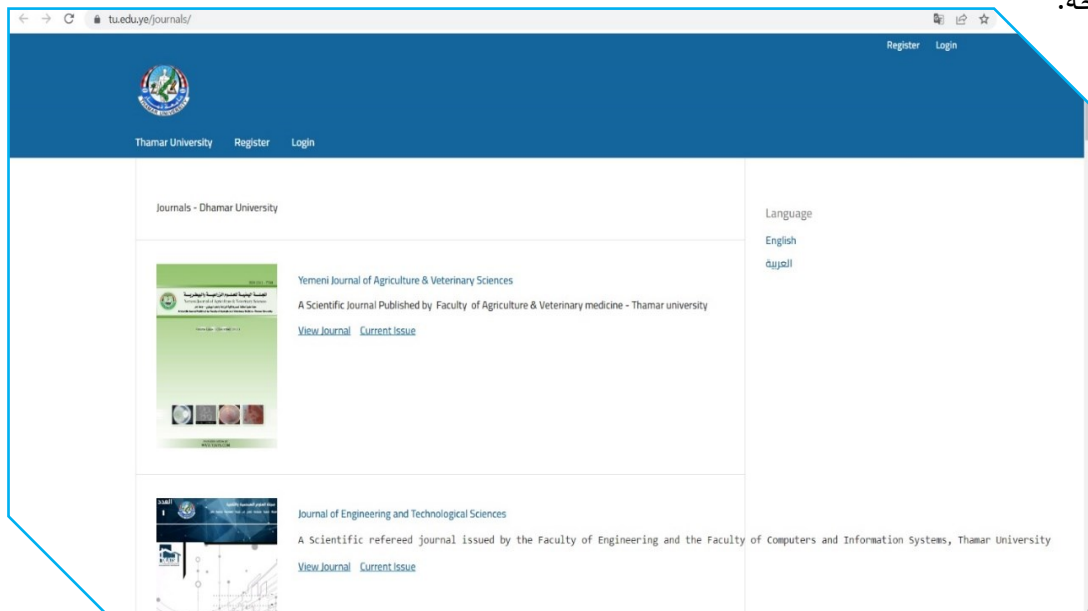 tu.edu.ye/journals/
Register Login
Thamar University Register Login
Journals - Dhamar University
Language
English
العربية
Yemeni Journal of Agriculture & Veterinary Sciences
A Scientific Journal Published by Faculty of Agriculture & Veterinary medicine - Thamar university
View Journal Current Issue
العدد
Journal of Engineering and Technological Sciences
A Scientific refereed journal issued by the Faculty of Engineering and the Faculty of Computers and Information Systems, Thamar University
View Journal Current Issue